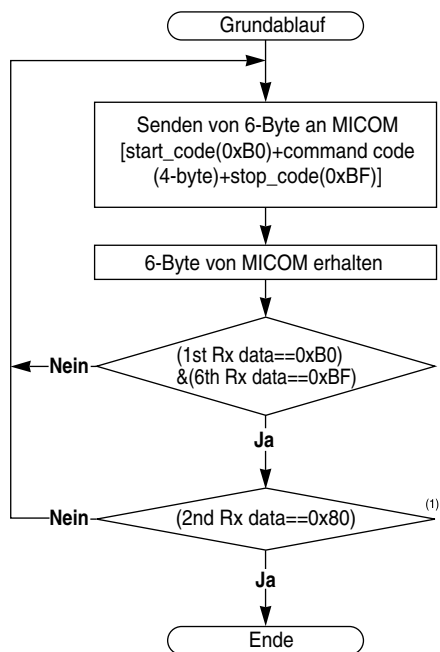 Grundablauf
Senden von 6-Byte an MICOM
[start_code(0xB0)+command code
(4-byte)+stop_code(0xBF)]
6-Byte von MICOM erhalten
(1st Rx data==0xB0)
&(6th Rx data==0xBF)
Nein
Ja
(2nd Rx data==0x80)
(1)
Nein
Ja
Ende